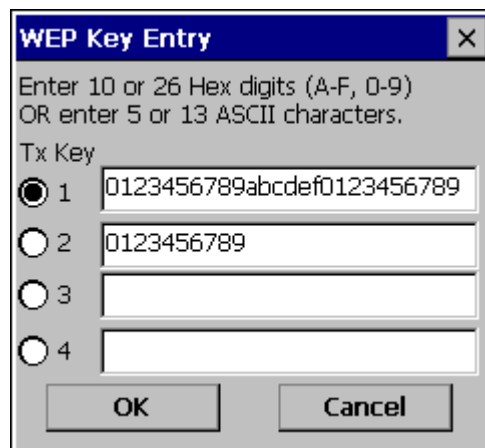 WEP Key Entry
Enter 10 or 26 Hex digits (A-F, 0-9)
OR enter 5 or 13 ASCII characters.
Tx Key
1 0123456789abcdef0123456789
2 0123456789
3
4
OK Cancel